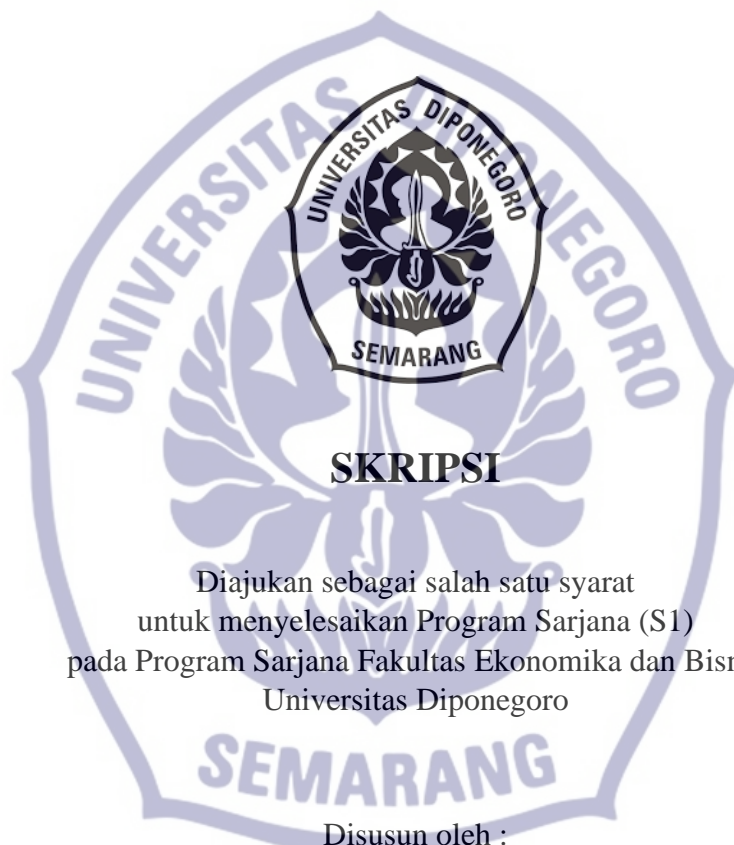 UNIVERSITAS DIPONEGORO
SEMARANG
UNIVERSITAS DIPONEGORO
SKRIPSI
Diajukan sebagai salah satu syarat
untuk menyelesaikan Program Sarjana (S1)
pada Program Sarjana Fakultas Ekonomika dan
Universitas Diponegoro
SEMARANG
Disusun oleh :